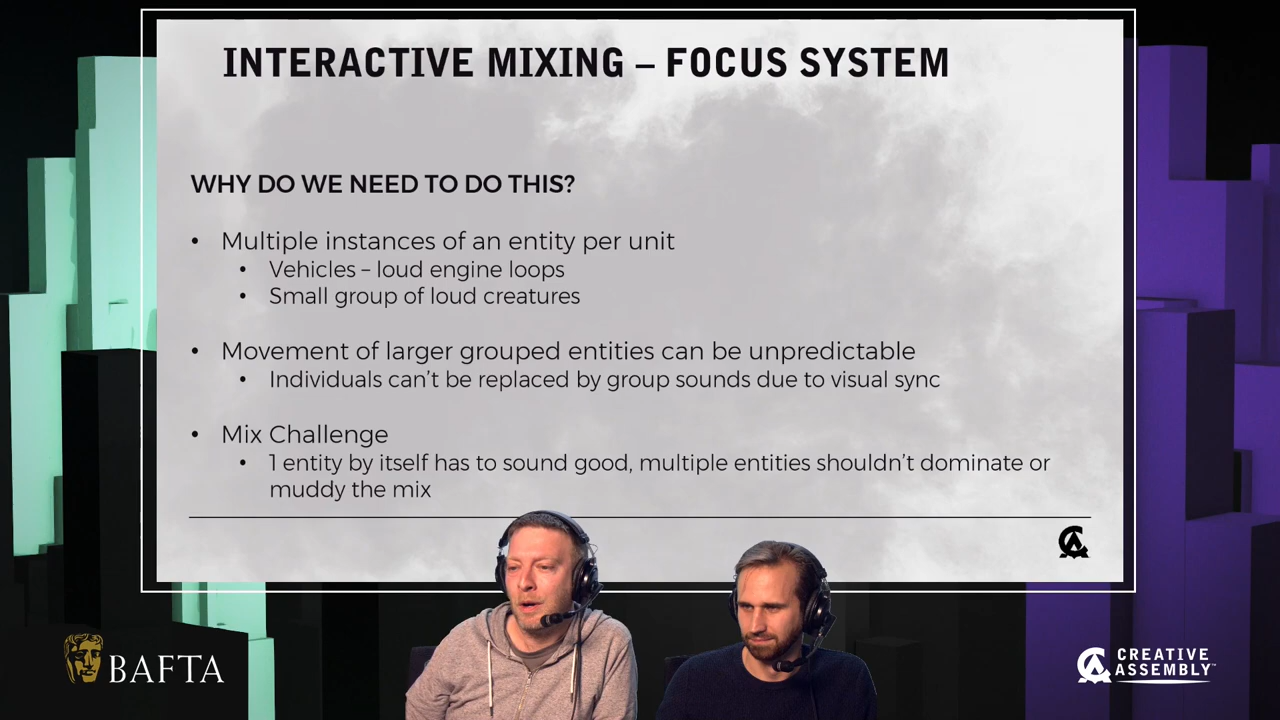 INTERACTIVE MIXING – FOCUS SYSTEM
WHY DO WE NEED TO DO THIS?
• Multiple instances of an entity per unit
• Vehicles – loud engine loops
• Small group of loud creatures
• Movement of larger grouped entities can be unpredictable
• Individuals can't be replaced by group sounds due to visual sync
• Mix Challenge
• 1 entity by itself has to sound good, multiple entities shouldn't dominate or
muddy the mix
BAFTA
CREATIVE
ASSEMBLY™